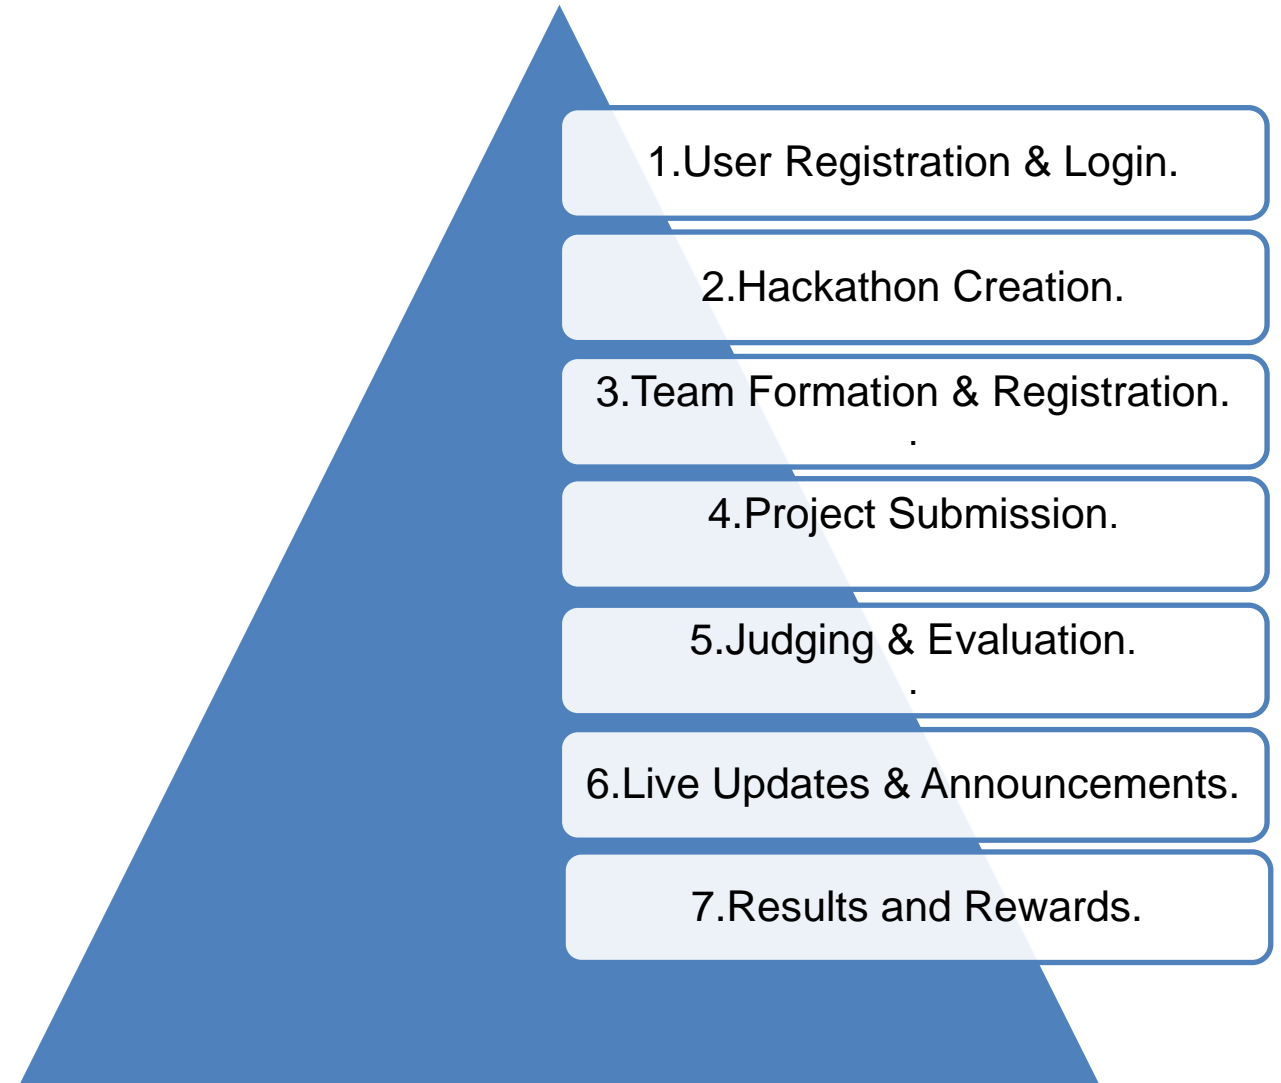 1.User Registration & Login.
2.Hackathon Creation.
3.Team Formation & Registration.
.
4.Project Submission.
5.Judging & Evaluation.
.
6.Live Updates & Announcements.
7.Results and Rewards.